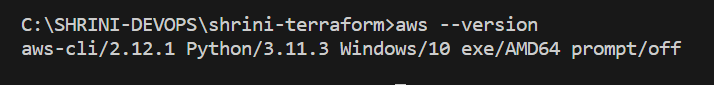 C:\SHRINI-DEVOPS\shrini-terraform>aws --version
aws-cli/2.12.1 Python/3.11.3 Windows/10 exe/AMD64 prompt/off